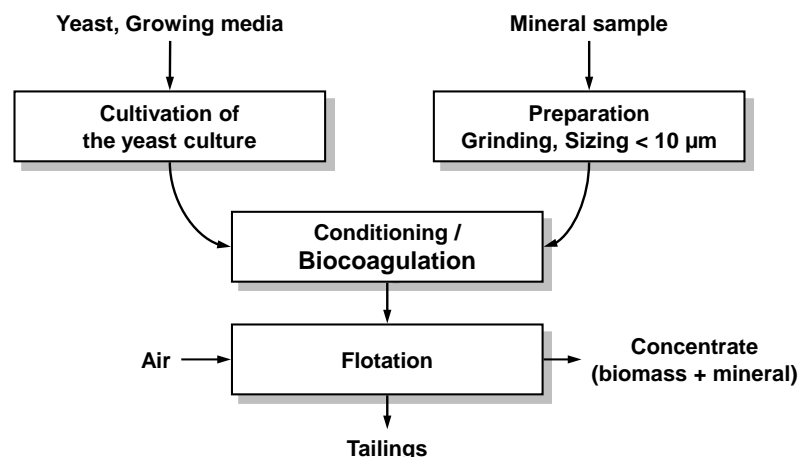 Yeast, Growing media
Mineral sample
Cultivation of
the yeast culture
Preparation
Grinding, Sizing < 10 µm
Conditioning /
Biocoagulation
Air
Flotation
Concentrate
(biomass + mineral)
Tailings